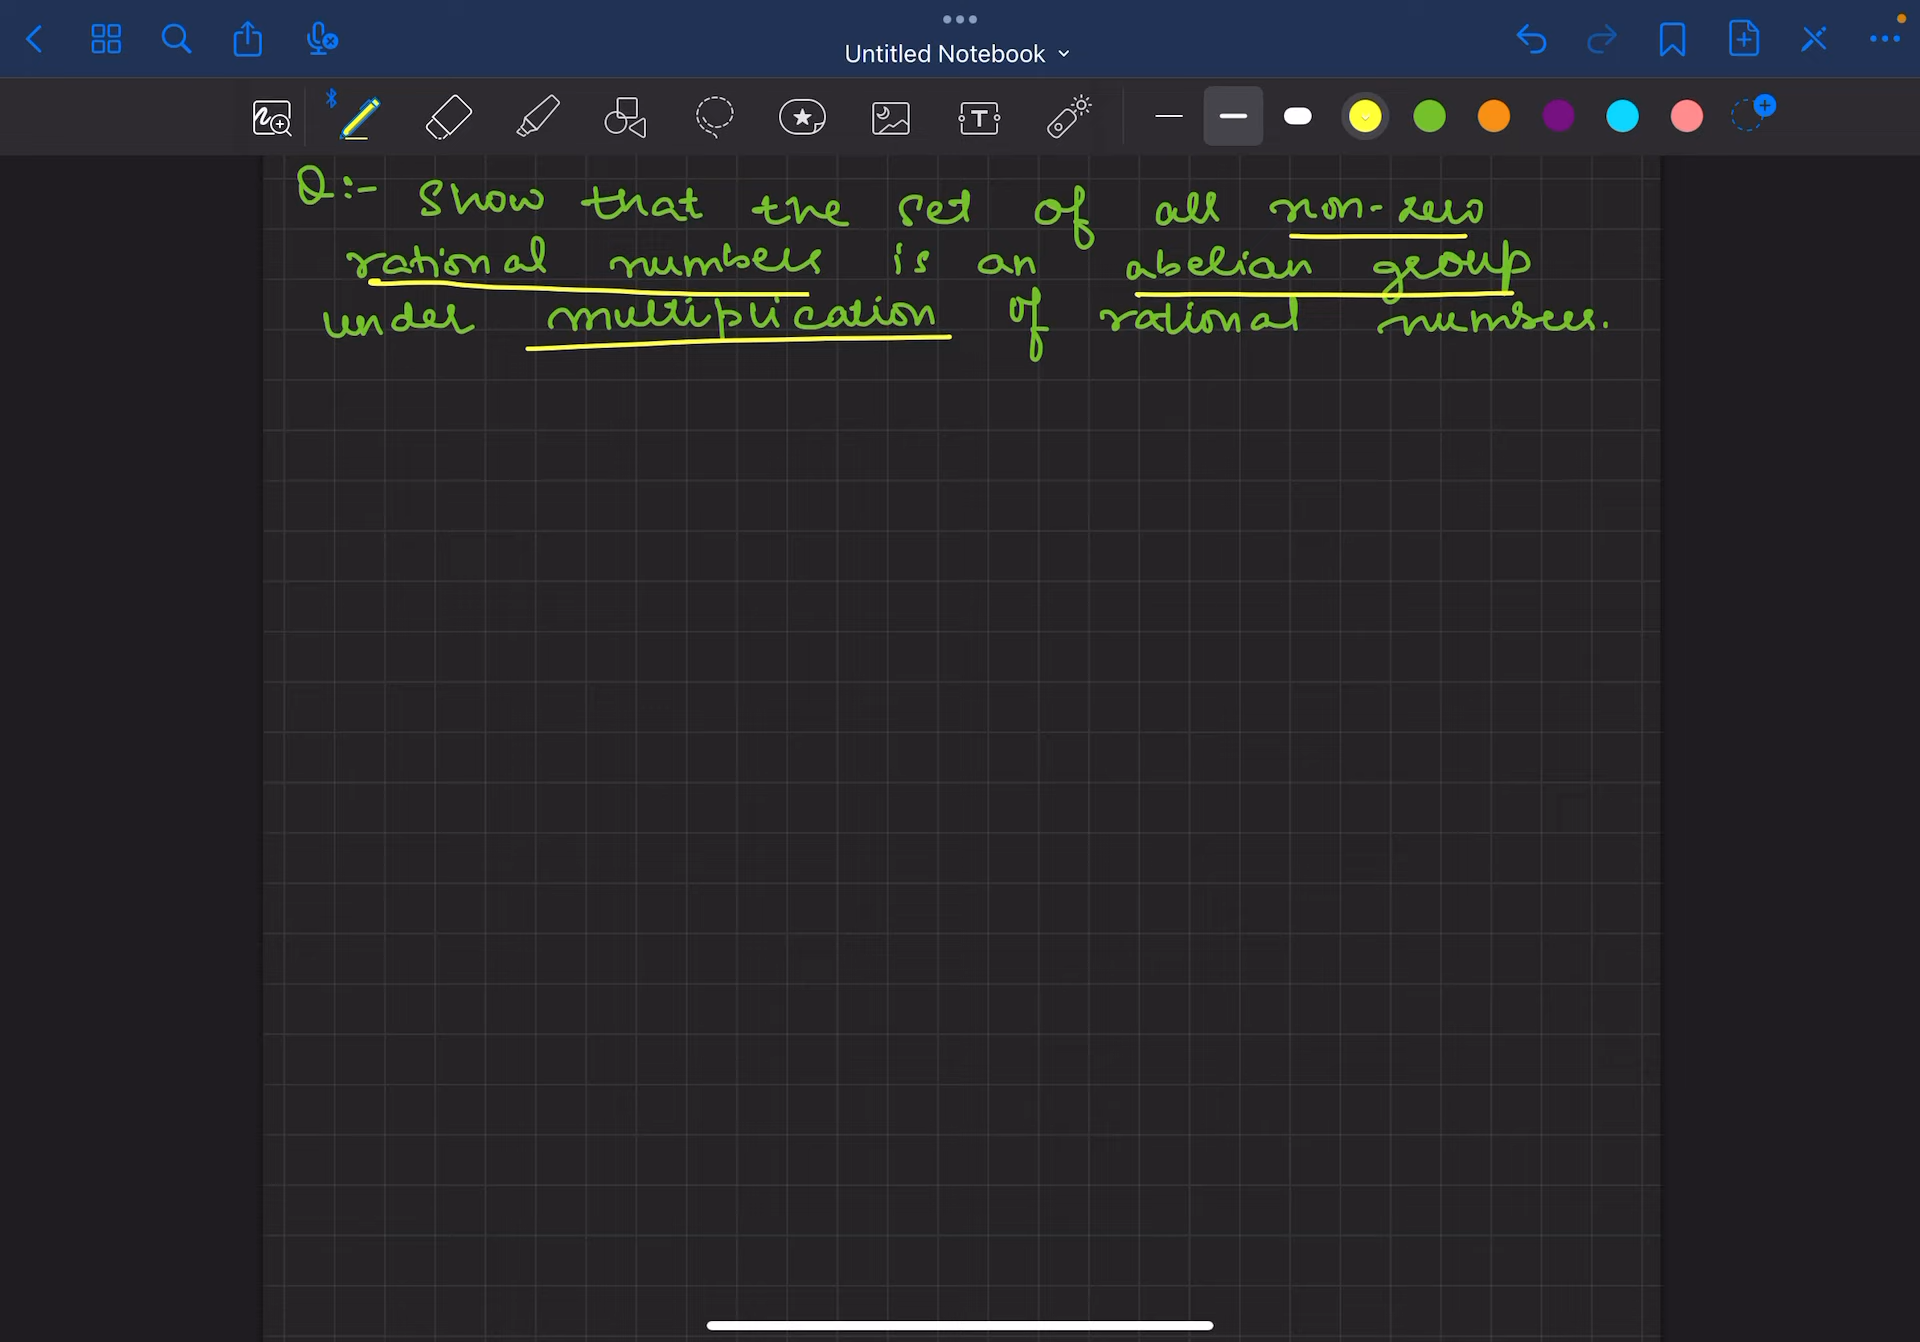 Untitled Notebook
Q:- Show that the set of all non-zero
rational numbers is an abelian group
under multiplication of rational numbers.